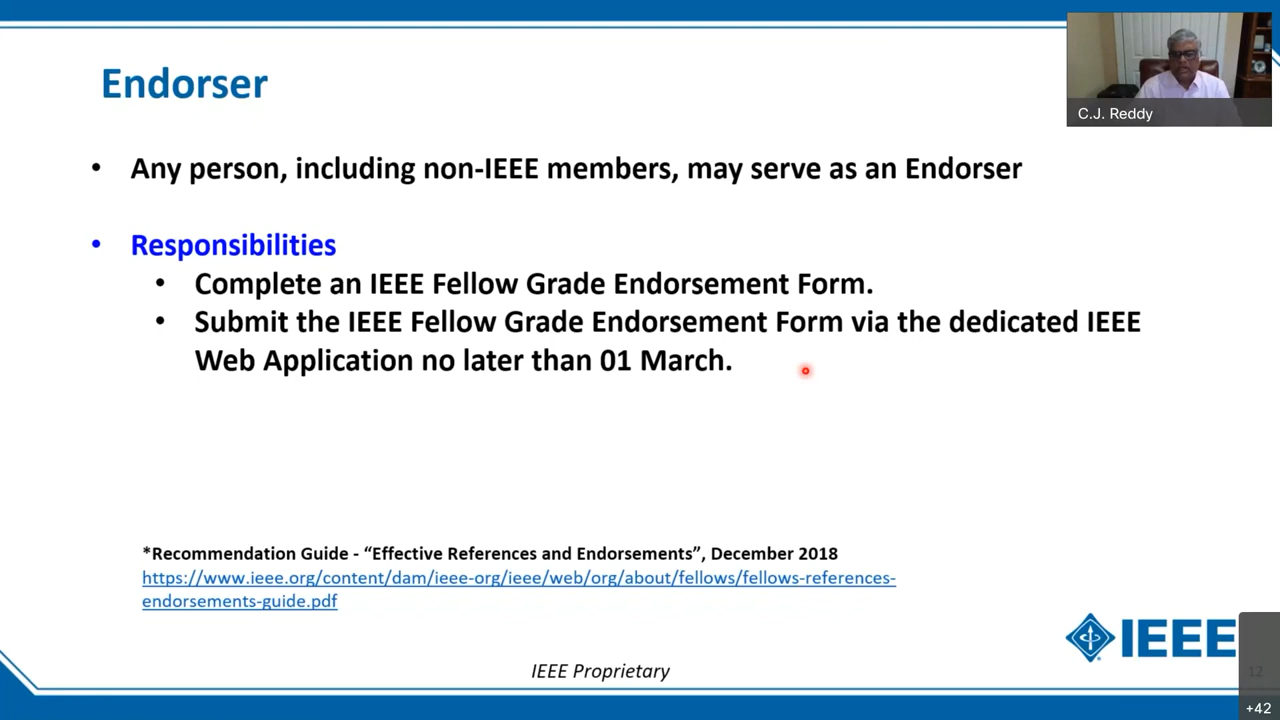 Endorser
C.J. Reddy
• Any person, including non-IEEE members, may serve as an Endorser
• Responsibilities
• Complete an IEEE Fellow Grade Endorsement Form.
• Submit the IEEE Fellow Grade Endorsement Form via the dedicated IEEE
Web Application no later than 01 March.
*Recommendation Guide - “Effective References and Endorsements”, December 2018
https://www.ieee.org/content/dam/ieee-org/ieee/web/org/about/fellows/fellows-references-
endorsements-guide.pdf
IEEE
IEEE Proprietary
12
+42